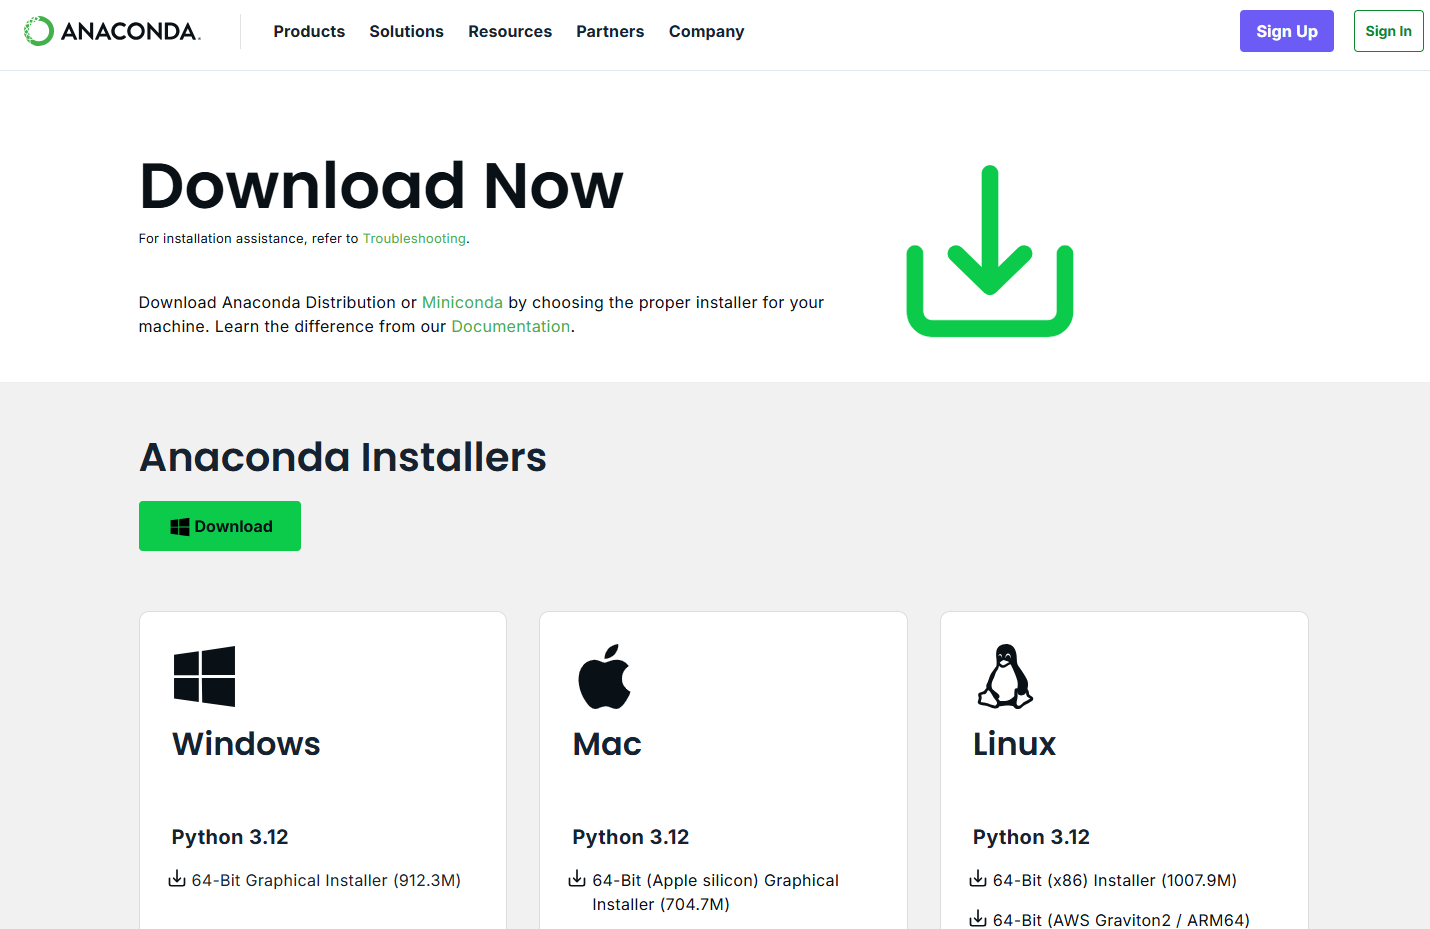 ANACONDA.
Products Solutions Resources Partners Company
Sign Up
Sign In
Download Now
For installation assistance, refer to Troubleshooting.
Download Anaconda Distribution or Miniconda by choosing the proper installer for your
machine. Learn the difference from our Documentation.
Anaconda Installers
Download
Windows
Python 3.12
64-Bit Graphical Installer (912.3M)
Mac
Python 3.12
64-Bit (Apple silicon) Graphical
Installer (704.7M)
Linux
Python 3.12
64-Bit (x86) Installer (1007.9M)
64-Bit (AWS Graviton2 / ARM64)